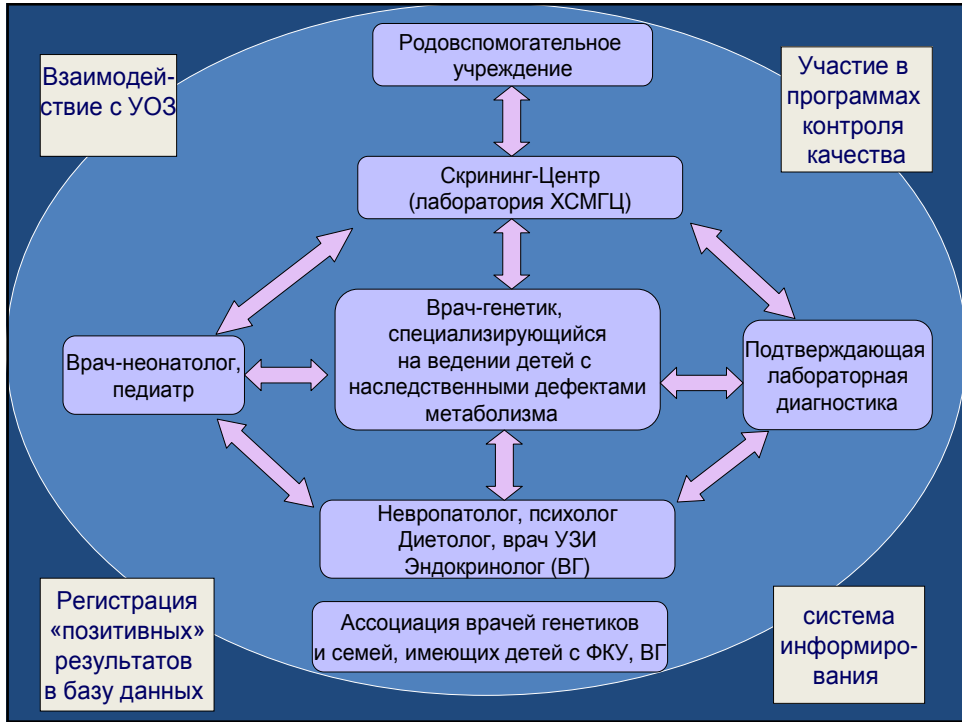 Родовспомогательное
учреждение
Взаимодей-
ствие с УОЗ
Участие в
программах
контроля
качества
Скрининг-Центр
(лаборатория ХСМГЦ)
Врач-неонатолог,
педиатр
Врач-генетик,
специализирующийся
на ведении детей с
наследственными дефектами
метаболизма
Подтверждающая
лабораторная
диагностика
Невропатолог, психолог
Диетолог, врач УЗИ
Эндокринолог (ВГ)
Регистрация
«позитивных»
результатов
в базу данных
Ассоциация врачей генетиков
и семей, имеющих детей с ФКУ, ВГ
система
информиро-
вания